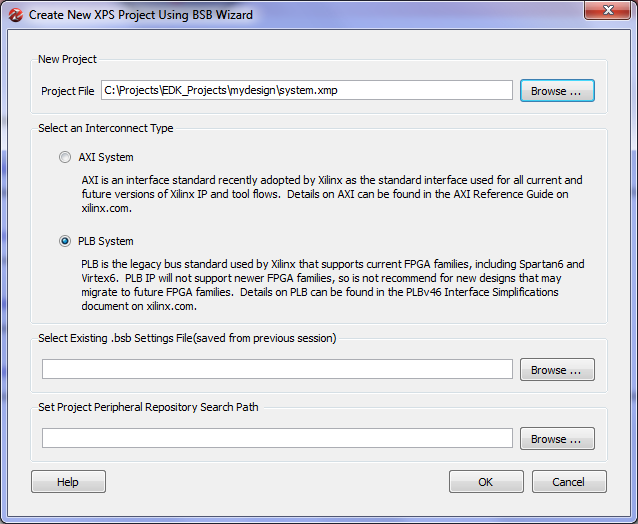 Create New XPS Project Using BSB Wizard
New Project
Project File C:\Projects\EDK_Projects\mydesign\system.xmp Browse ...
Select an Interconnect Type
AXI System
AXI is an interface standard recently adopted by Xilinx as the standard interface used for all current and
future versions of Xilinx IP and tool flows.  Details on AXI can be found in the AXI Reference Guide on
xilinx.com.
PLB System
PLB is the legacy bus standard used by Xilinx that supports current FPGA families, including Spartan6 and
Virtex6.  PLB IP will not support newer FPGA families, so is not recommend for new designs that may
migrate to future FPGA families.  Details on PLB can be found in the PLBv46 Interface Simplifications
document on xilinx.com.
Select Existing .bsb Settings File(saved from previous session)
Browse ...
Set Project Peripheral Repository Search Path
Browse ...
Help OK Cancel